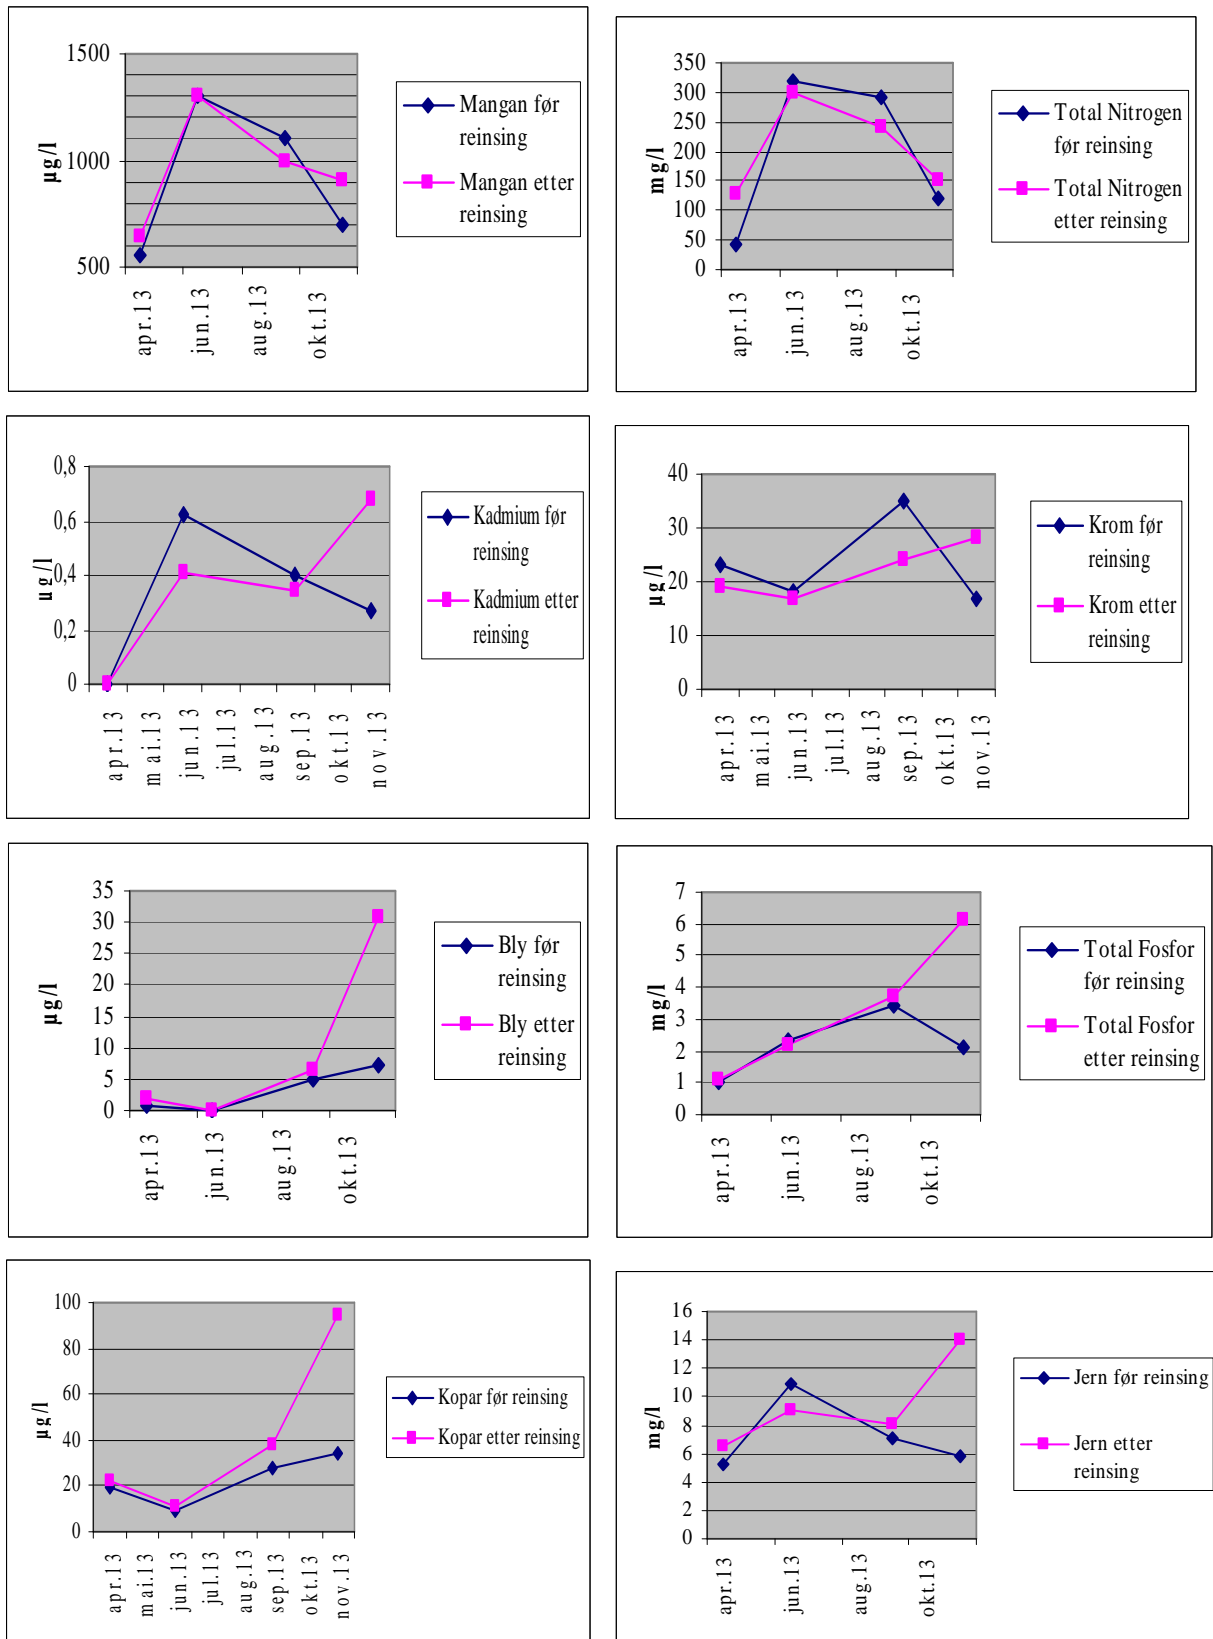 1500
1000
500
µg/l
apr.13
jun.13
aug.13
okt.13
Mangan før
reinsing
Mangan etter
reinsing
350
300
250
200
150
100
50
0
mg/l
apr.13
jun.13
aug.13
okt.13
Total Nitrogen
før reinsing
Total Nitrogen
etter reinsing
0,8
0,6
0,4
0,2
0
µg/l
apr.13
mai.13
jun.13
jul.13
aug.13
sep.13
okt.13
nov.13
Kadmium før
reinsing
Kadmium etter
reinsing
40
30
20
10
0
µg/l
apr.13
mai.13
jun.13
jul.13
aug.13
sep.13
okt.13
nov.13
Krom før
reinsing
Krom etter
reinsing
35
30
25
20
15
10
5
0
µg/l
apr.13
jun.13
aug.13
okt.13
Bly før
reinsing
Bly etter
reinsing
7
6
5
4
3
2
1
0
mg/l
apr.13
jun.13
aug.13
okt.13
Total Fosfor
før reinsing
Total Fosfor
etter reinsing
100
80
60
40
20
0
µg/l
apr.13
mai.13
jun.13
jul.13
aug.13
sep.13
okt.13
nov.13
Kopar før reinsing
Kopar etter reinsing
16
14
12
10
8
6
4
2
0
mg/l
apr.13
jun.13
aug.13
okt.13
Jern før reinsing
Jern etter
reinsing